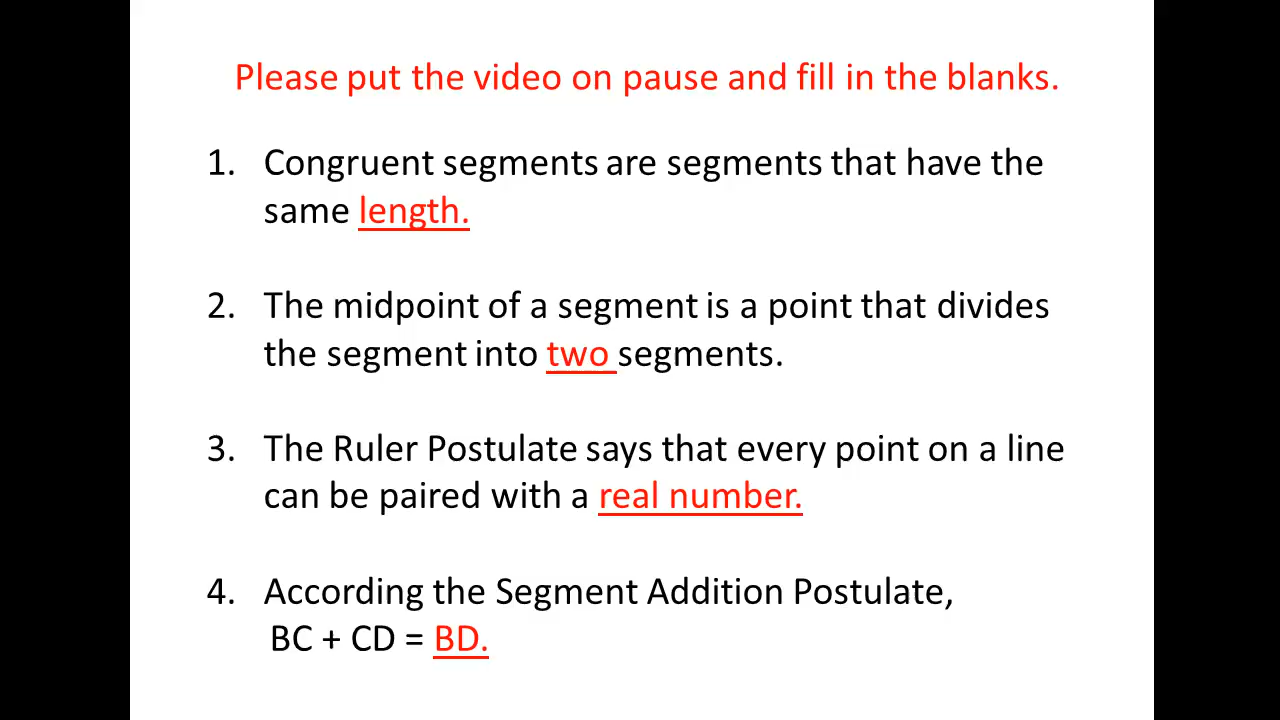 Please put the video on pause and fill in the blanks.
1. Congruent segments are segments that have the
same length.
2. The midpoint of a segment is a point that divides
the segment into two segments.
3. The Ruler Postulate says that every point on a line
can be paired with a real number.
4. According the Segment Addition Postulate,
BC + CD = BD.